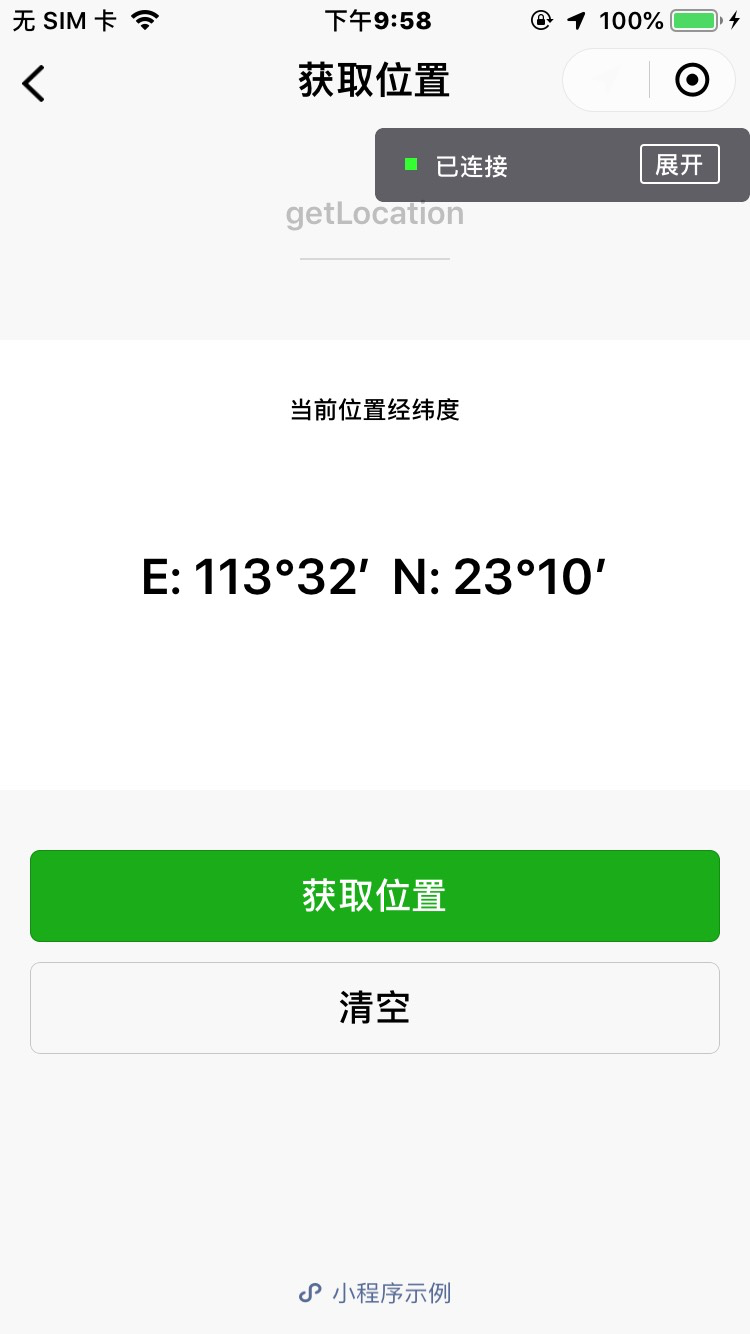 无 SIM 卡 下午9:58 100%
获取位置
已连接 展开
getLocation
当前位置经纬度
E: 113°32′ N: 23°10′
获取位置
清空
小程序示例